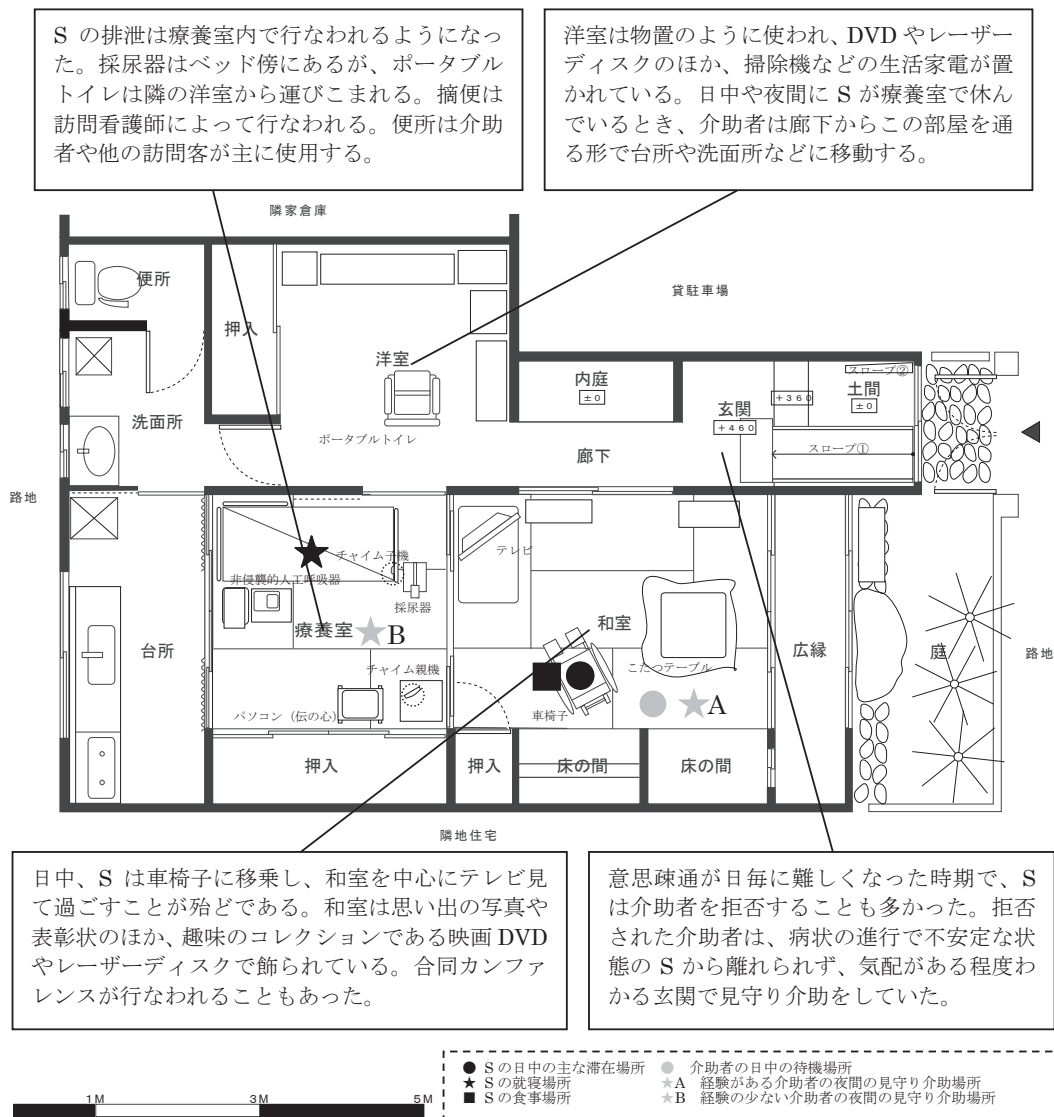 S の排泄は療養室内で行なわれるようになっ
た。採尿器はベッド傍にあるが、ポータブル
トイレは隣の洋室から運びこまれる。摘便は
訪問看護師によって行なわれる。便所は介助
者や他の訪問客が主に使用する。
洋室は物置のように使われ、DVD やレーザー
ディスクのほか、掃除機などの生活家電が置
かれている。日中や夜間に S が療養室で休ん
でいるとき、介助者は廊下からこの部屋を通
る形で台所や洗面所などに移動する。
隣家倉庫
便所
押入
貸駐車場
洋室
内庭
±0
スロープ②
土間
±0
+360
玄関
+460
洗面所
ポータブルトイレ
廊下
スロープ①
路地
チャイム子機
テレビ
非侵襲的人工呼吸器
採尿器
療養室
B
和室
台所
広縁
庭
路地
チャイム親機
こたつテーブル
パソコン（伝の心）
車椅子
A
押入
押入
床の間
床の間
隣地住宅
日中、S は車椅子に移乗し、和室を中心にテレビ見
て過ごすことが殆どである。和室は思い出の写真や
表彰状のほか、趣味のコレクションである映画 DVD
やレーザーディスクで飾られている。合同カンファ
レンスが行なわれることもあった。
意思疎通が日毎に難しくなった時期で、S
は介助者を拒否することも多かった。拒否
された介助者は、病状の進行で不安定な状
態の S から離れられず、気配がある程度わ
かる玄関で見守り介助をしていた。
1M
3M
5M
● S の日中の主な滞在場所 ● 介助者の日中の待機場所
★ S の就寝場所 ★A 経験がある介助者の夜間の見守り介助場所
■ S の食事場所 ★B 経験の少ない介助者の夜間の見守り介助場所